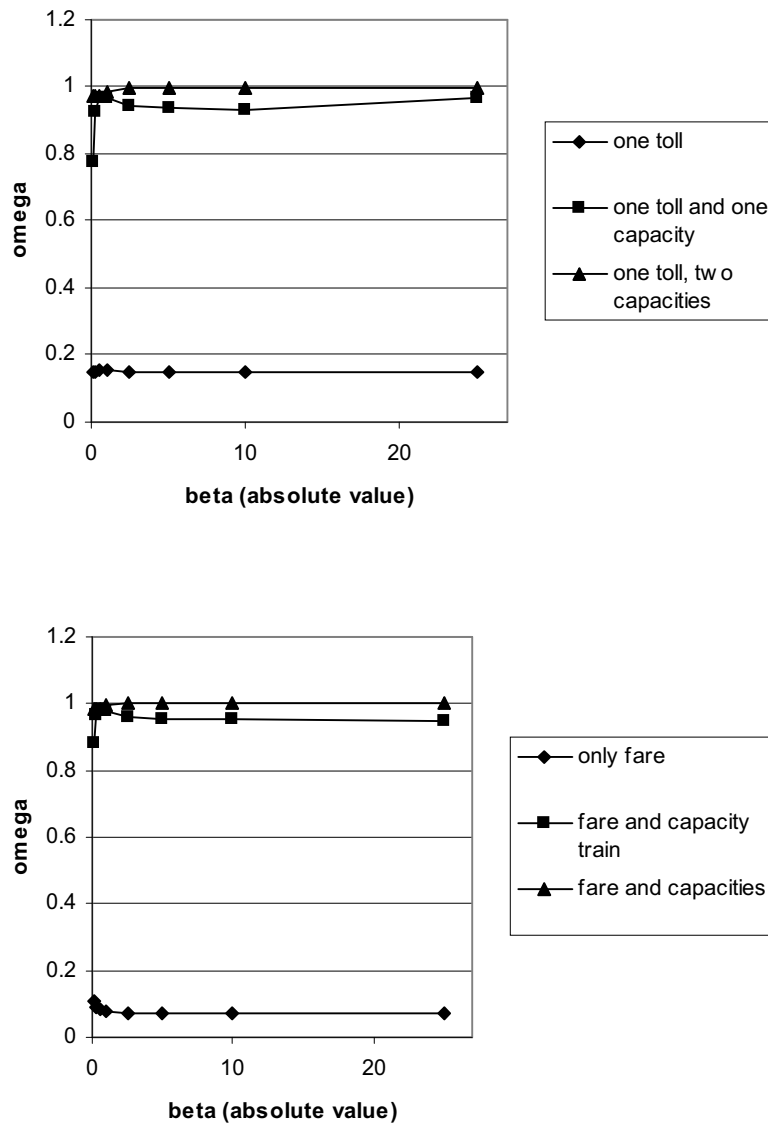 1.2
1
0.8
0.6
0.4
0.2
0
omega
0
10
20
beta (absolute value)
one toll
one toll and one
capacity
one toll, tw o
capacities
1.2
1
0.8
0.6
0.4
0.2
0
omega
0
10
20
beta (absolute value)
only fare
fare and capacity
train
fare and capacities